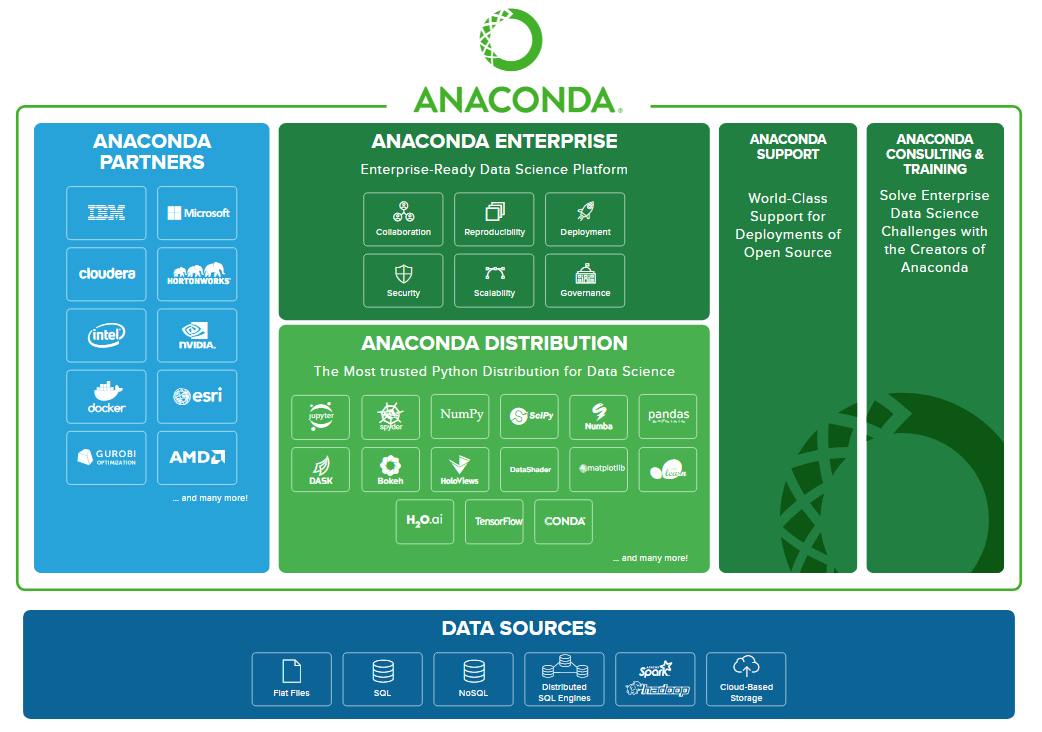 ANACONDA®
ANACONDA
PARTNERS
IBM
Microsoft
cloudera
HORTONWORKS
intel
NVIDIA
docker
esri
GUROBI
OPTIMIZATION
AMD
... and many more!
ANACONDA ENTERPRISE
Enterprise-Ready Data Science Platform
Collaboration
Reproducibility
Deployment
Security
Scalability
Governance
ANACONDA DISTRIBUTION
The Most trusted Python Distribution for Data Science
jupyter
spyder
NumPy
SciPy
Numba
pandas
DASK
Bokeh
HoloViews
DataShader
matplotlib
learn
H2O.ai
TensorFlow
CONDA
... and many more!
ANACONDA
SUPPORT
World-Class
Support for
Deployments of
Open Source
ANACONDA
CONSULTING &
TRAINING
Solve Enterprise
Data Science
Challenges with
the Creators of
Anaconda
DATA SOURCES
Flat Files
SQL
NoSQL
Distributed
SQL Engines
Spark
hadoop
Cloud-Based
Storage